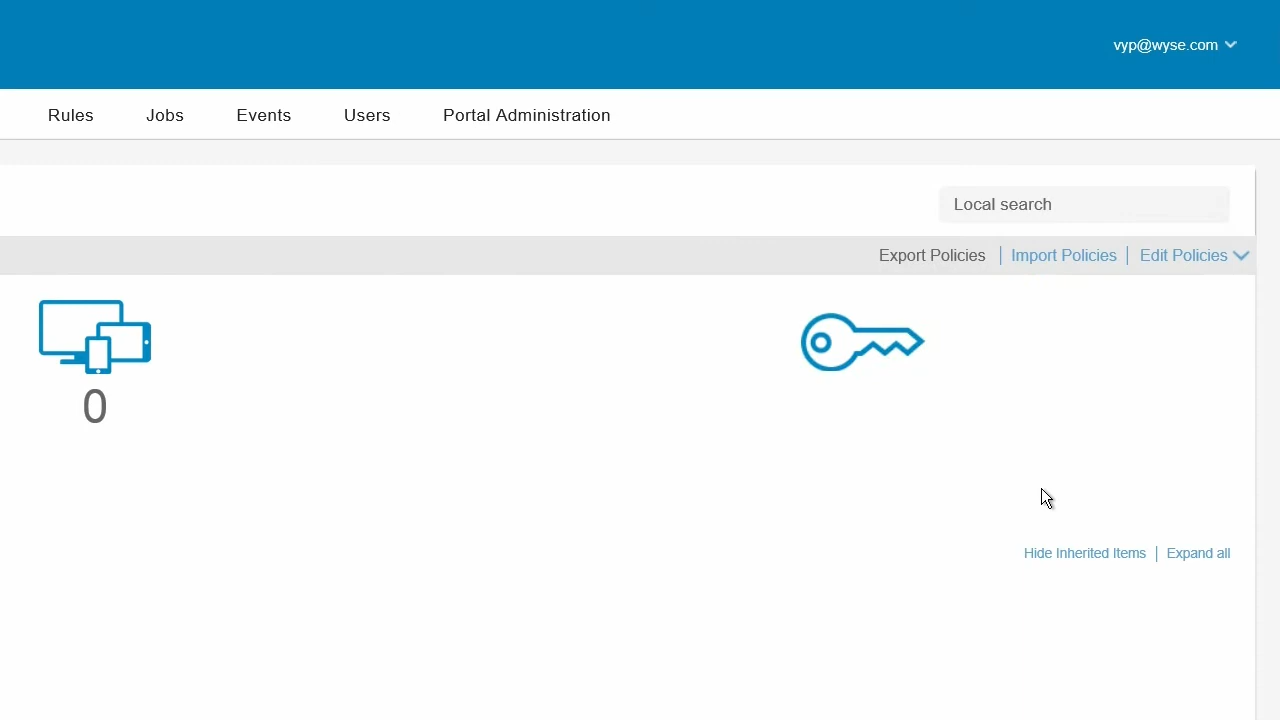 vyp@wyse.com
Rules Jobs Events Users Portal Administration
Local search
Export Policies | Import Policies | Edit Policies
0
Hide Inherited Items | Expand all